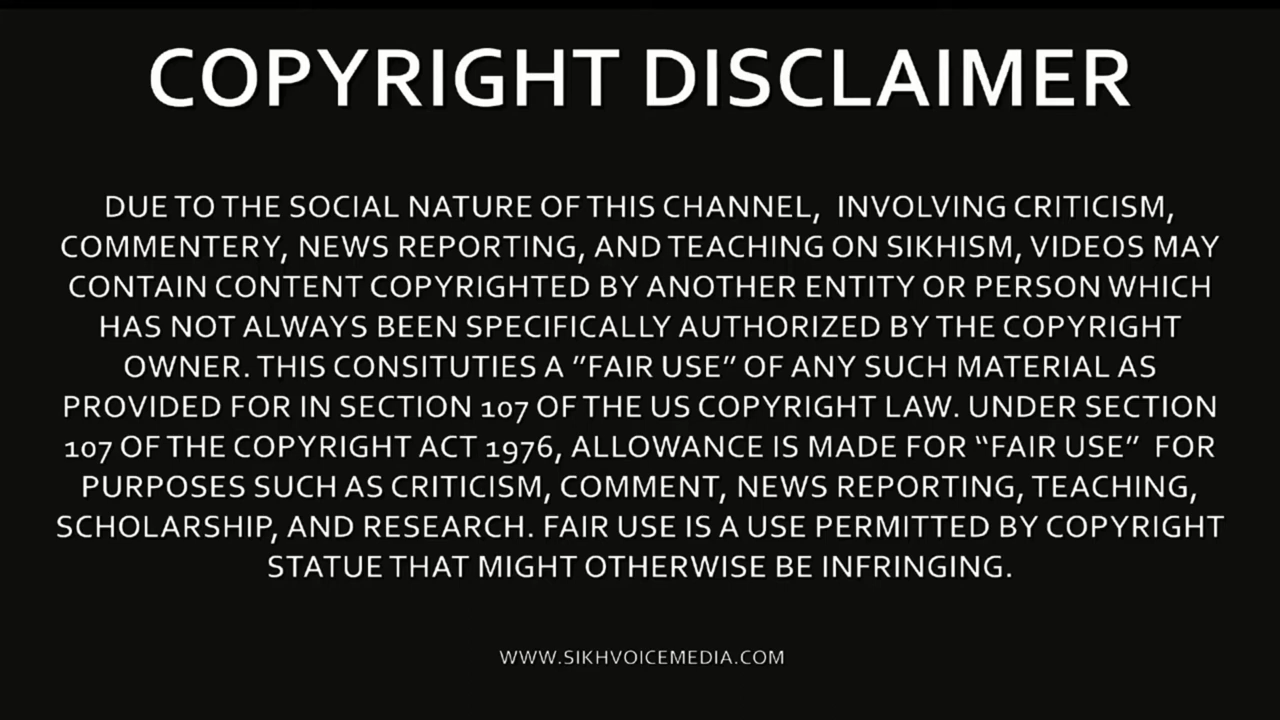 COPYRIGHT DISCLAIMER
DUE TO THE SOCIAL NATURE OF THIS CHANNEL, INVOLVING CRITICISM,
COMMENTERY, NEWS REPORTING, AND TEACHING ON SIKHISM, VIDEOS MAY
CONTAIN CONTENT COPYRIGHTED BY ANOTHER ENTITY OR PERSON WHICH
HAS NOT ALWAYS BEEN SPECIFICALLY AUTHORIZED BY THE COPYRIGHT
OWNER. THIS CONSITUTIES A ”FAIR USE” OF ANY SUCH MATERIAL AS
PROVIDED FOR IN SECTION 107 OF THE US COPYRIGHT LAW. UNDER SECTION
107 OF THE COPYRIGHT ACT 1976, ALLOWANCE IS MADE FOR “FAIR USE” FOR
PURPOSES SUCH AS CRITICISM, COMMENT, NEWS REPORTING, TEACHING,
SCHOLARSHIP, AND RESEARCH. FAIR USE IS A USE PERMITTED BY COPYRIGHT
STATUE THAT MIGHT OTHERWISE BE INFRINGING.
WWW.SIKHVOICEMEDIA.COM